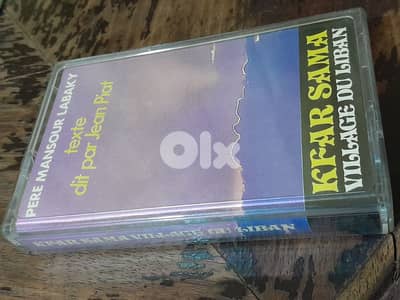 PERE MANSOUR LABAKY
texte
dit par Jean Piat
KFAR SAMA
VILLAGE DU LIBAN
KFAR SAMA VILLAGE DU LIBAN
olx